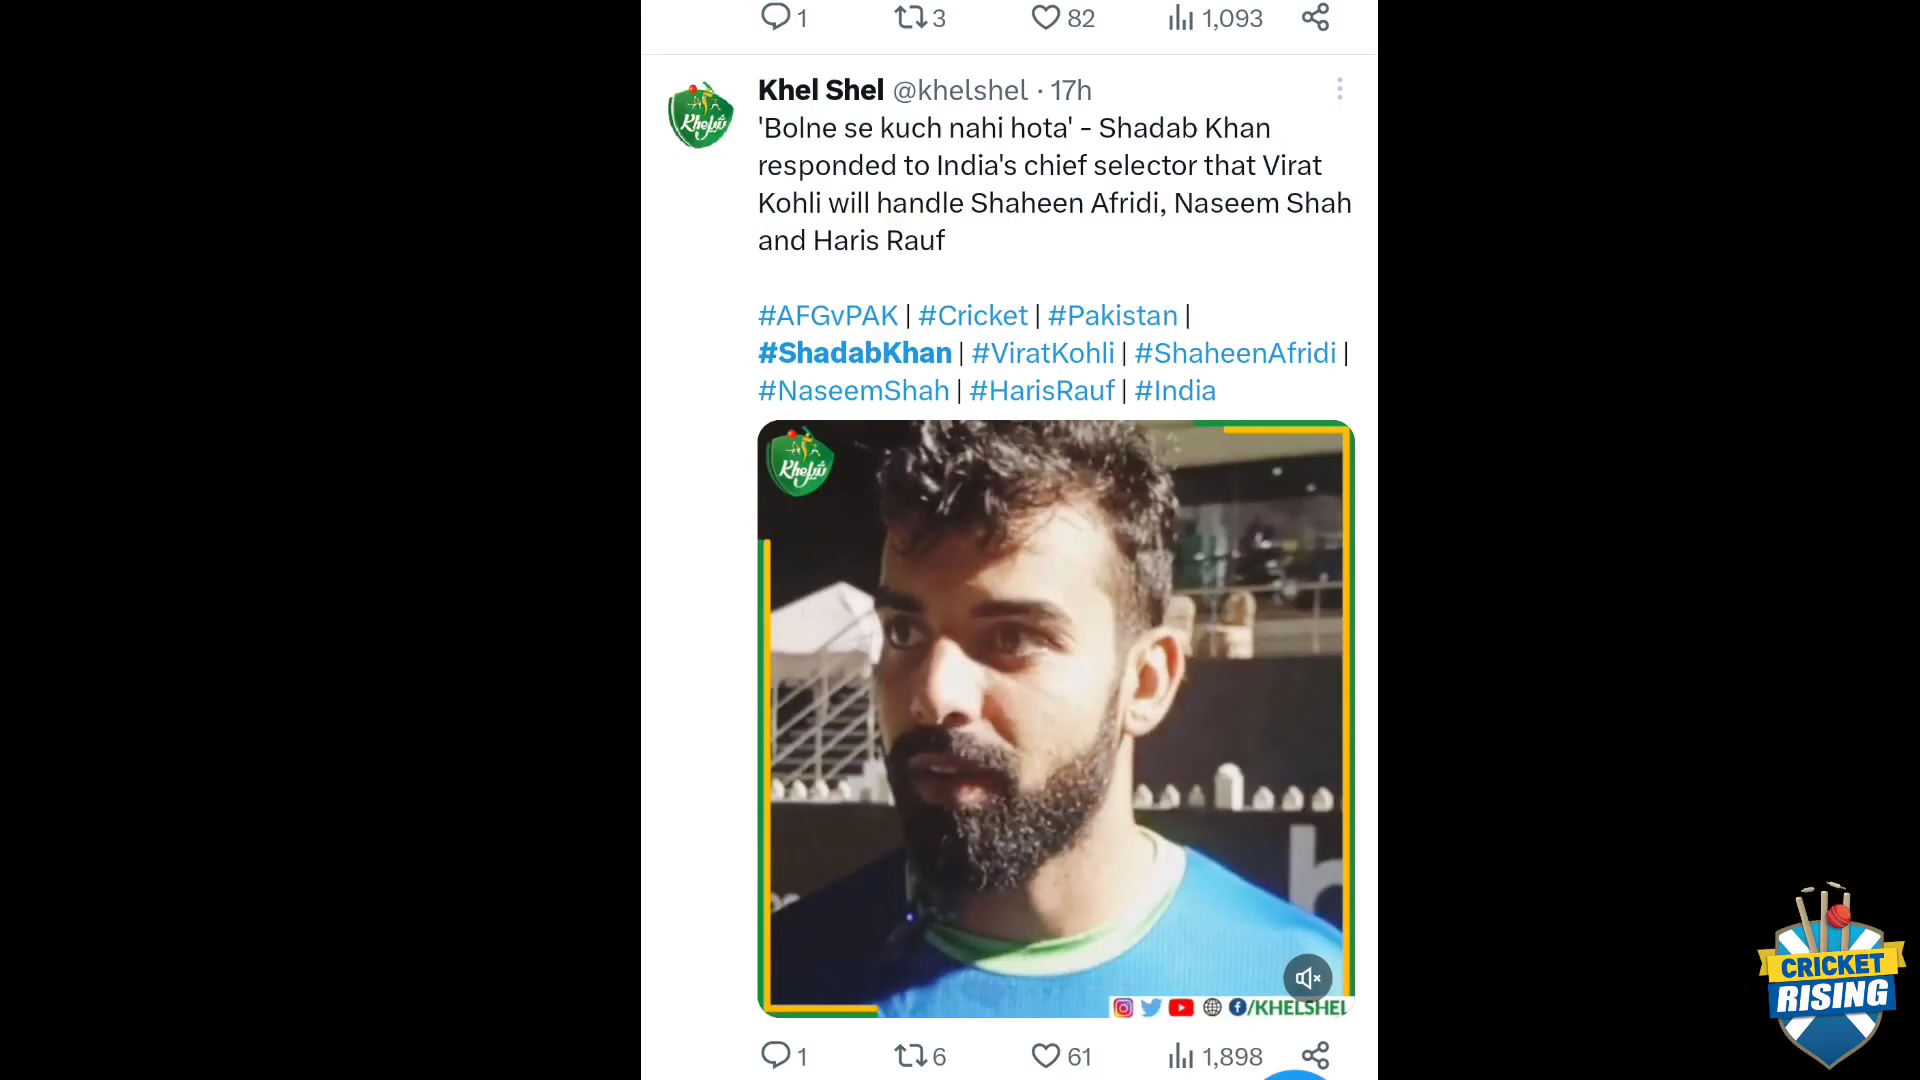 1 3 82 1,093
Khel Shel @khelshel · 17h
'Bolne se kuch nahi hota' - Shadab Khan
responded to India's chief selector that Virat
Kohli will handle Shaheen Afridi, Naseem Shah
and Haris Rauf
#AFGvPAK | #Cricket | #Pakistan |
#ShadabKhan | #ViratKohli | #ShaheenAfridi |
#NaseemShah | #HarisRauf | #India
/KHELSHEL
1 6 61 1,898
CRICKET
RISING